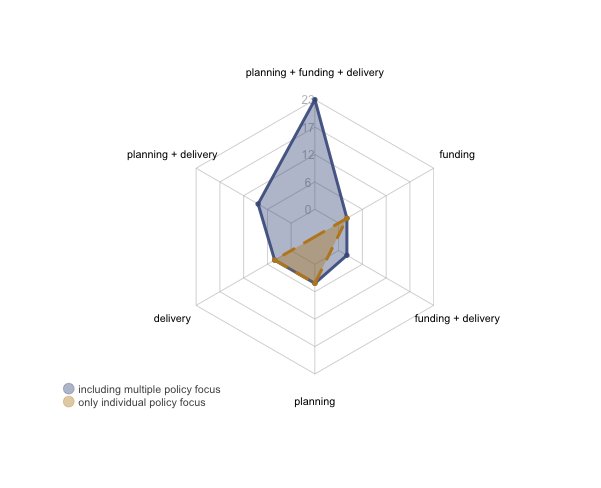 planning + funding + delivery
23
planning + delivery
17
funding
12
6
0
delivery
funding + delivery
including multiple policy focus
only individual policy focus
planning